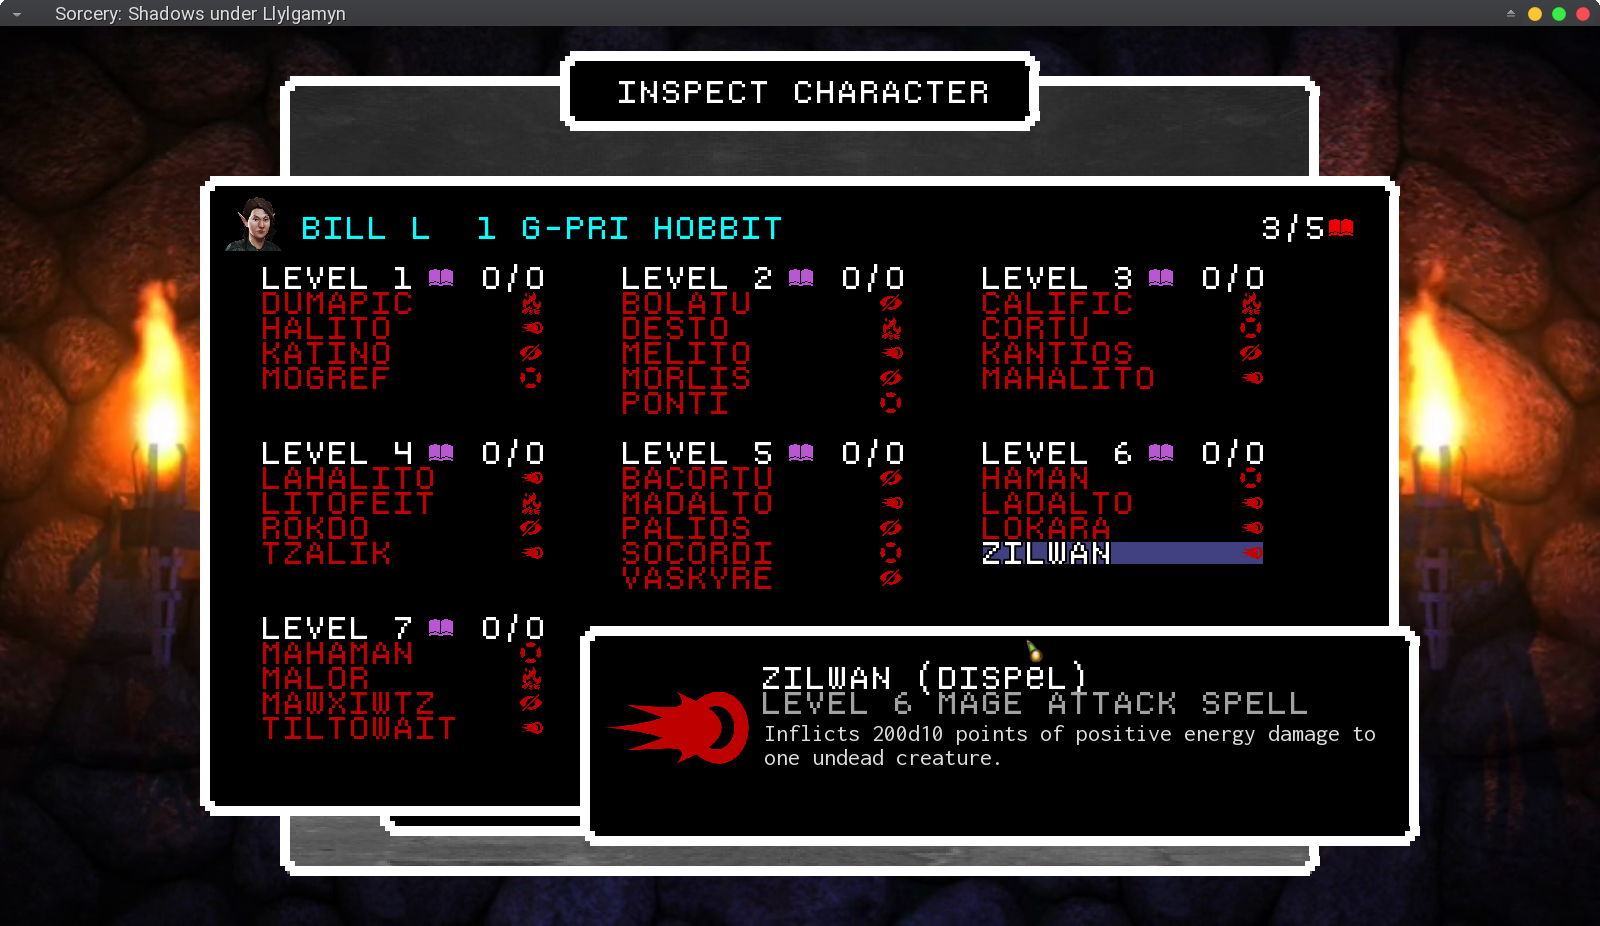 Sorcery: Shadows under Llylgamyn
INSPECT CHARACTER
BILL L 1 G-PRI HOBBIT 3/5
LEVEL 1 0/0
DUMAPIC
HALITO
KATINO
MOGREF
LEVEL 2 0/0
BOLATU
DESTO
MELITO
MORLIS
PONTI
LEVEL 3 0/0
CALIFIC
CORTU
KANTIOS
MAHALITO
LEVEL 4 0/0
LAHALITO
LITOFEIT
ROKDO
TZALIK
LEVEL 5 0/0
BACORTU
MADALTO
PALIOS
SOCORDI
VASKYRE
LEVEL 6 0/0
HAMAN
LADALTO
LOKARA
ZILWAN
LEVEL 7 0/0
MAHAMAN
MALOR
MAWXIWTZ
TILTOWAIT
ZILWAN (DISPeL)
LEVEL 6 MAGE ATTACK SPELL
Inflicts 200d10 points of positive energy damage to
one undead creature.